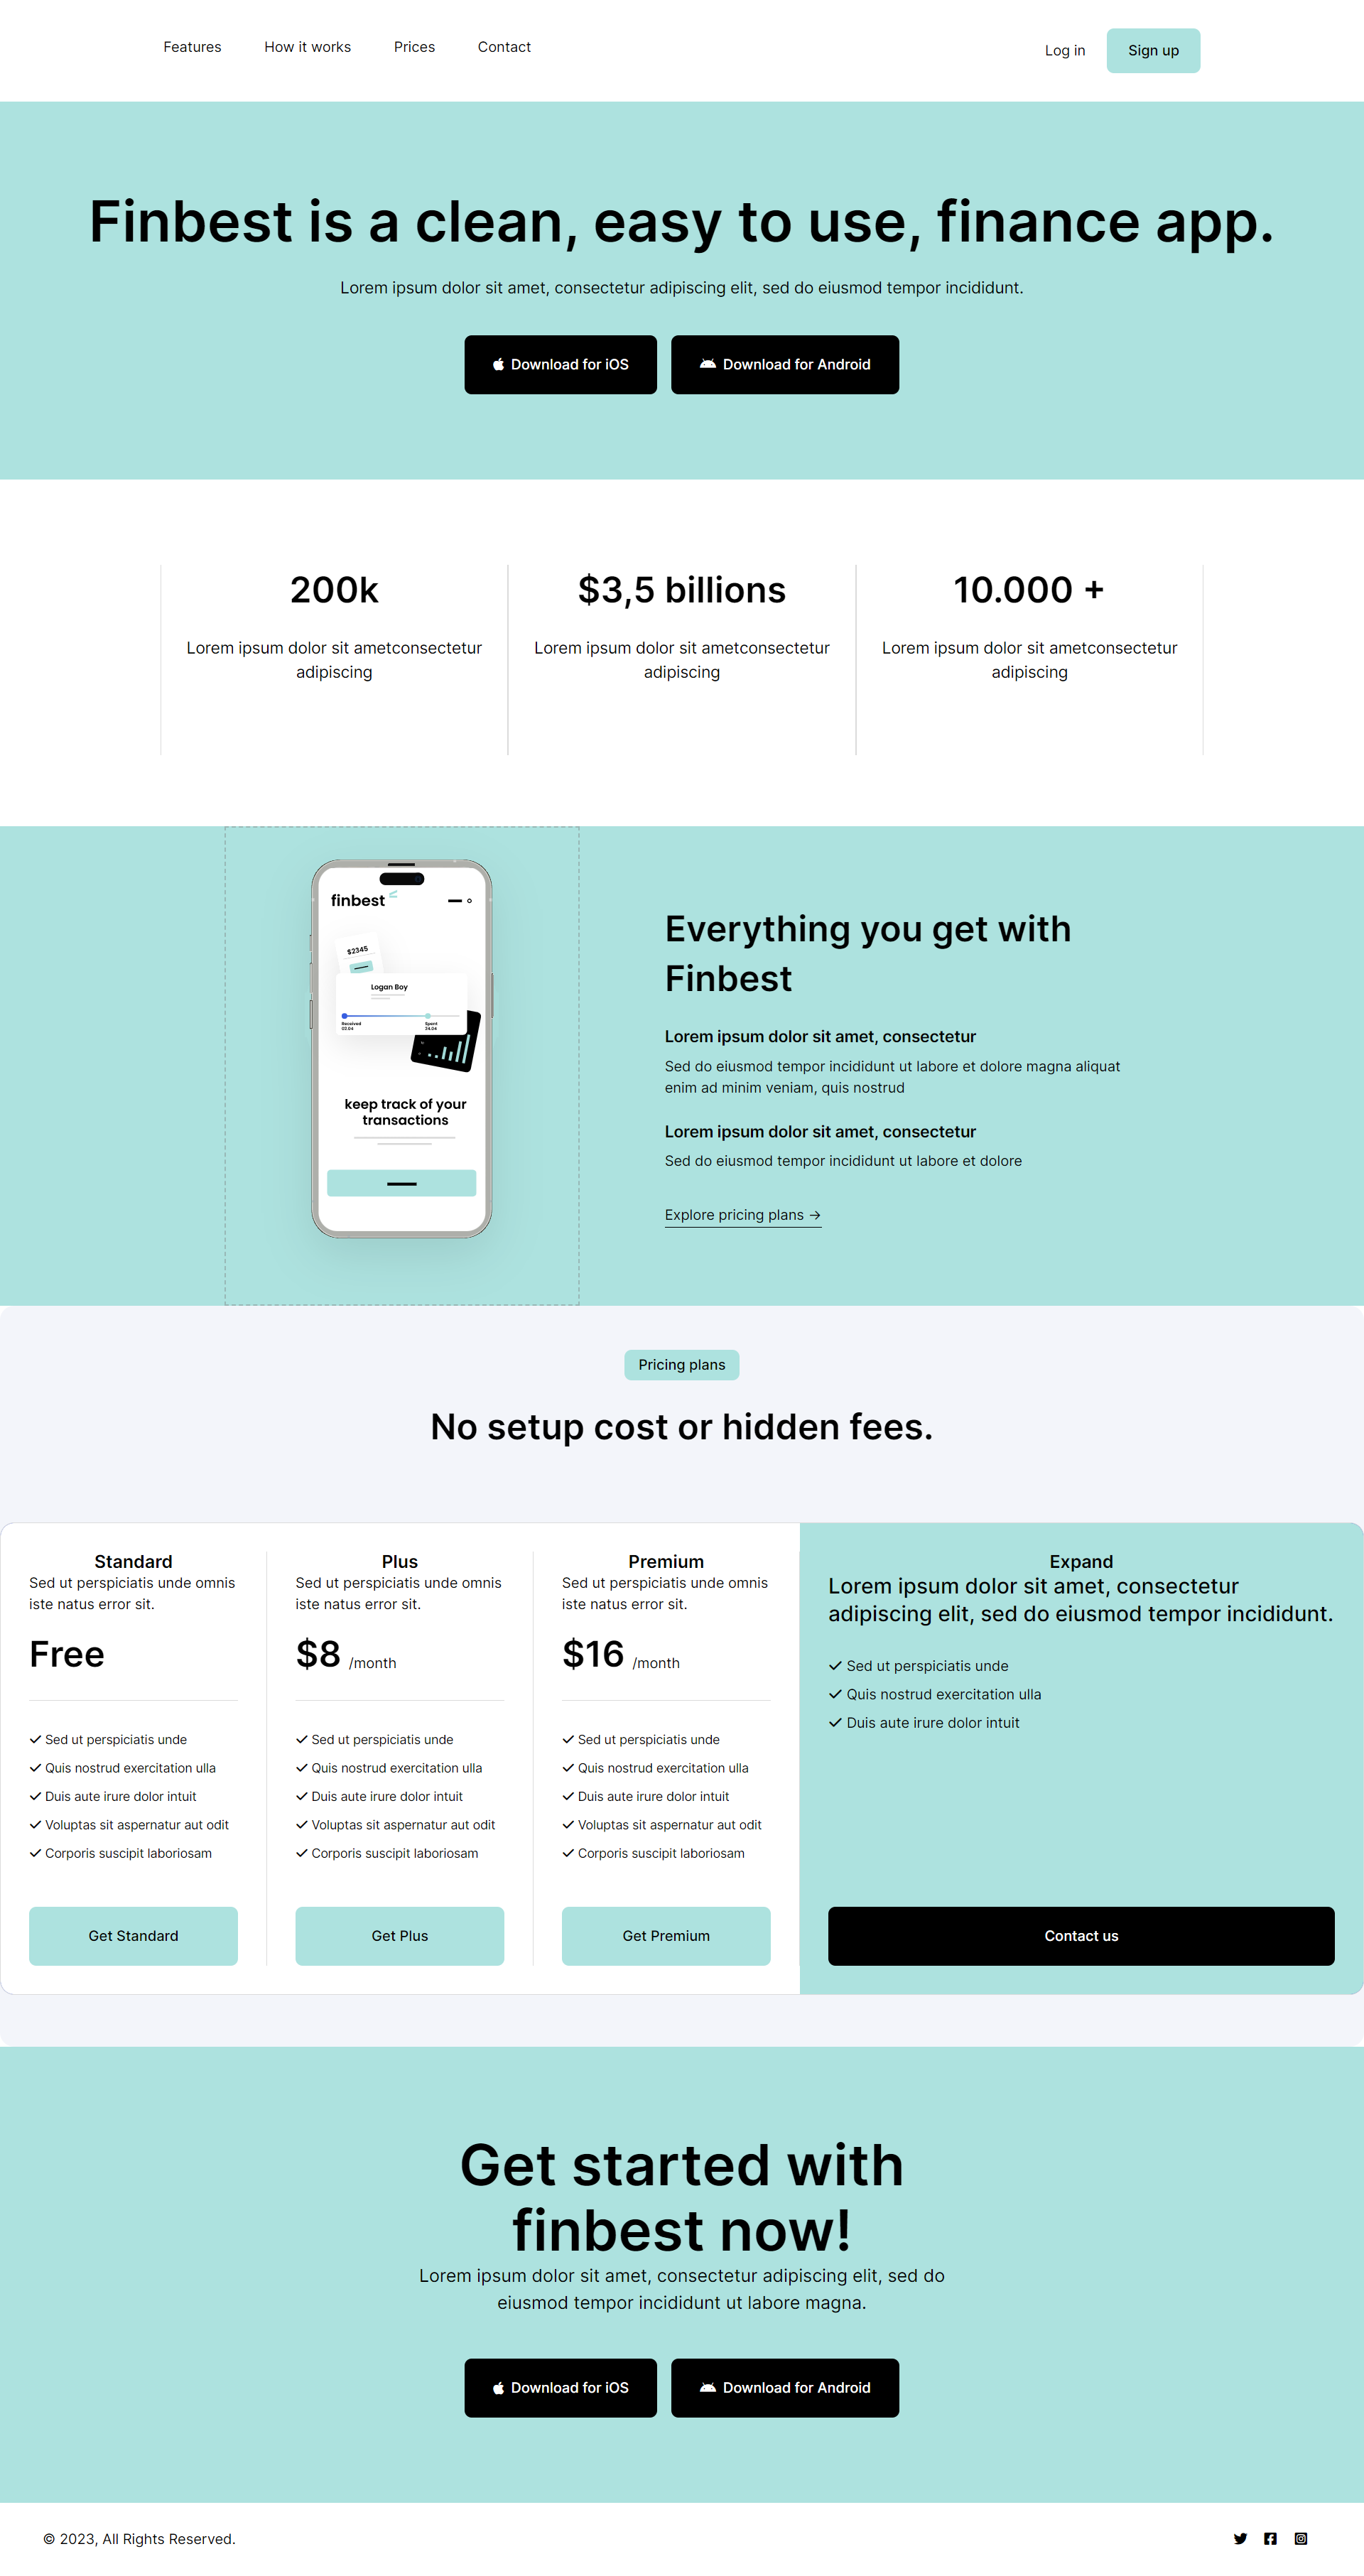 Features How it works Prices Contact Log in Sign up
Finbest is a clean, easy to use, finance app.
Lorem ipsum dolor sit amet, consectetur adipiscing elit, sed do eiusmod tempor incididunt.
Download for iOS Download for Android
200k
Lorem ipsum dolor sit ametconsectetur
adipiscing
$3,5 billions
Lorem ipsum dolor sit ametconsectetur
adipiscing
10.000 +
Lorem ipsum dolor sit ametconsectetur
adipiscing
finbest
$2345
Logan Boy
Received
03.04
Spent
24.04
keep track of your
transactions
Everything you get with
Finbest
Lorem ipsum dolor sit amet, consectetur
Sed do eiusmod tempor incididunt ut labore et dolore magna aliquat
enim ad minim veniam, quis nostrud
Lorem ipsum dolor sit amet, consectetur
Sed do eiusmod tempor incididunt ut labore et dolore
Explore pricing plans →
Pricing plans
No setup cost or hidden fees.
Standard
Sed ut perspiciatis unde omnis
iste natus error sit.
Free
Sed ut perspiciatis unde
Quis nostrud exercitation ulla
Duis aute irure dolor intuit
Voluptas sit aspernatur aut odit
Corporis suscipit laboriosam
Get Standard
Plus
Sed ut perspiciatis unde omnis
iste natus error sit.
$8 /month
Sed ut perspiciatis unde
Quis nostrud exercitation ulla
Duis aute irure dolor intuit
Voluptas sit aspernatur aut odit
Corporis suscipit laboriosam
Get Plus
Premium
Sed ut perspiciatis unde omnis
iste natus error sit.
$16 /month
Sed ut perspiciatis unde
Quis nostrud exercitation ulla
Duis aute irure dolor intuit
Voluptas sit aspernatur aut odit
Corporis suscipit laboriosam
Get Premium
Expand
Lorem ipsum dolor sit amet, consectetur
adipiscing elit, sed do eiusmod tempor incididunt.
Sed ut perspiciatis unde
Quis nostrud exercitation ulla
Duis aute irure dolor intuit
Contact us
Get started with
finbest now!
Lorem ipsum dolor sit amet, consectetur adipiscing elit, sed do
eiusmod tempor incididunt ut labore magna.
Download for iOS Download for Android
© 2023, All Rights Reserved.